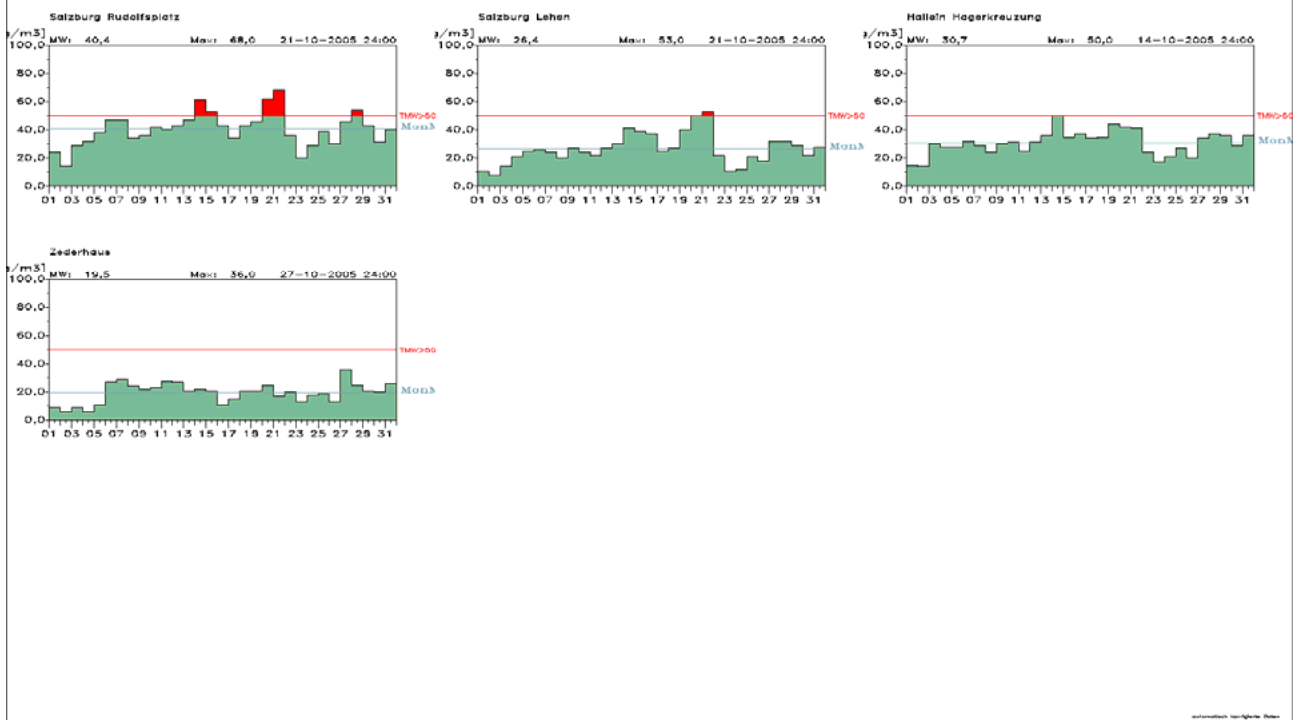 Salzburg Rudolfsplatz
g/m3] MW: 40,4 Max: 68,0 21-10-2005 24:00
100,0
80,0
60,0
TMW>50
40,0
MonM
20,0
0,0
01 03 05 07 09 11 13 15 17 19 21 23 25 27 29 31
Salzburg Lehen
g/m3] MW: 26,4 Max: 53,0 21-10-2005 24:00
100,0
80,0
60,0
TMW>50
40,0
MonM
20,0
0,0
01 03 05 07 09 11 13 15 17 19 21 23 25 27 29 31
Hallein Hagerkreuzung
g/m3] MW: 30,7 Max: 50,0 14-10-2005 24:00
100,0
80,0
60,0
TMW>50
40,0
MonM
20,0
0,0
01 03 05 07 09 11 13 15 17 19 21 23 25 27 29 31
Zederhaus
g/m3] MW: 19,5 Max: 36,0 27-10-2005 24:00
100,0
80,0
60,0
TMW>50
40,0
MonM
20,0
0,0
01 03 05 07 09 11 13 15 17 19 21 23 25 27 29 31
automatisch Daten